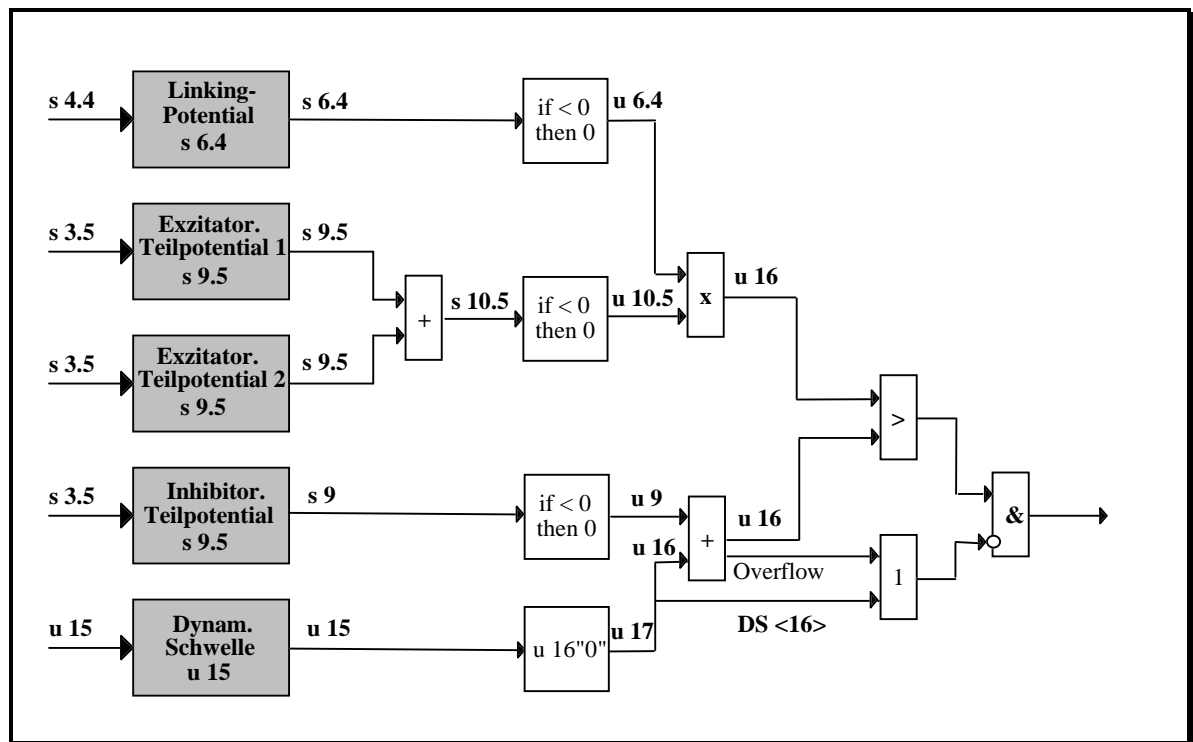 s 4.4
Linking-
Potential
s 6.4
s 6.4
if < 0
then 0
u 6.4
s 3.5
Exzitator.
Teilpotential 1
s 9.5
s 9.5
+
s 10.5
if < 0
then 0
u 10.5
x
u 16
s 3.5
Exzitator.
Teilpotential 2
s 9.5
s 9.5
>
s 3.5
Inhibitor.
Teilpotential
s 9.5
s 9
if < 0
then 0
u 9
u 16
+
u 16
Overflow
&
1
u 15
Dynam.
Schwelle
u 15
u 15
u 16"0"
u 17
DS <16>